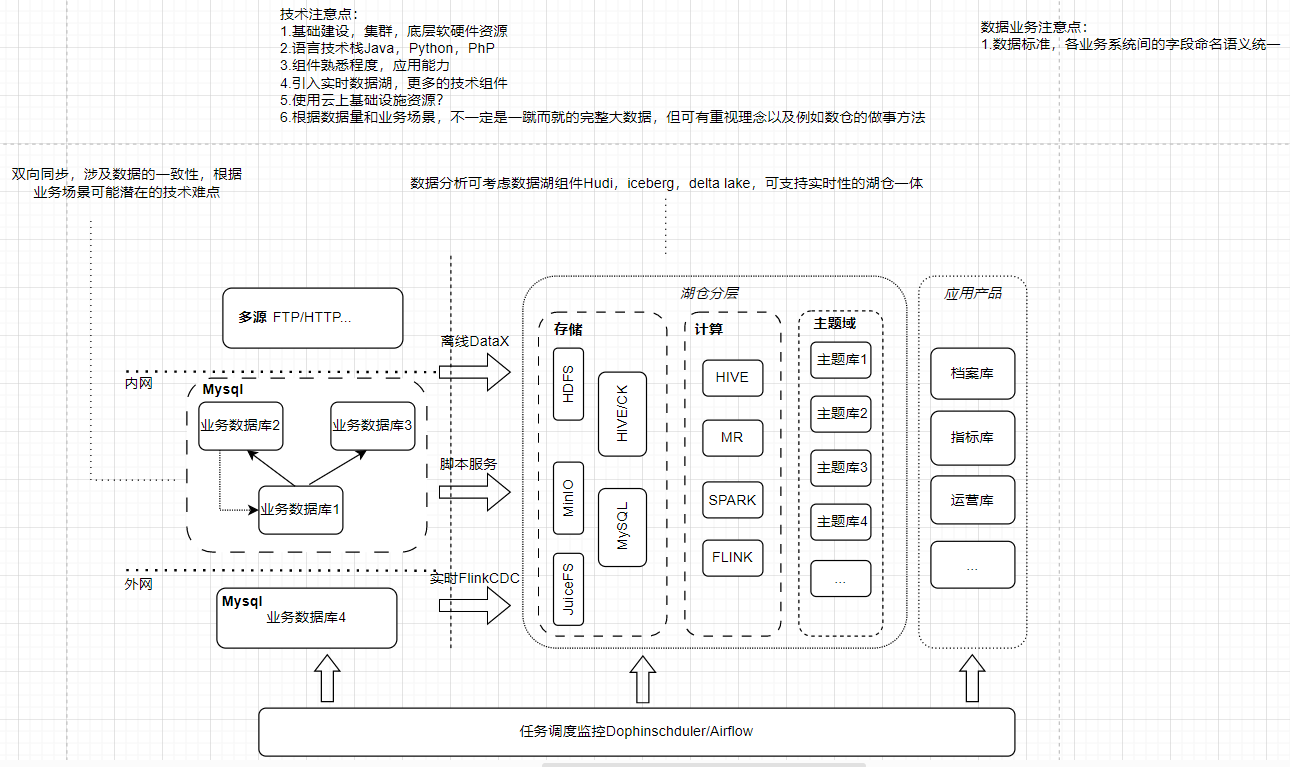 技术注意点：
1.基础建设，集群，底层软硬件资源
2.语言技术栈Java，Python，PhP
3.组件熟悉程度，应用能力
4.引入实时数据湖，更多的技术组件
5.使用云上基础设施资源？
6.根据数据量和业务场景，不一定是一蹴而就的完整大数据，但可有重视理念以及例如数仓的做事方法
数据业务注意点：
1.数据标准，各业务系统间的字段命名语义统一
双向同步，涉及数据的一致性，根据
业务场景可能潜在的技术难点
数据分析可考虑数据湖组件Hudi，iceberg，delta lake，可支持实时性的湖仓一体
多源 FTP/HTTP...
内网
Mysql
业务数据库2
业务数据库3
业务数据库1
外网
Mysql
业务数据库4
离线DataX
脚本服务
实时FlinkCDC
湖仓分层
存储
HDFS
HIVE/CK
MinIO
MySQL
JuiceFS
计算
HIVE
MR
SPARK
FLINK
主题域
主题库1
主题库2
主题库3
主题库4
...
应用产品
档案库
指标库
运营库
...
任务调度监控Dophinschduler/Airflow